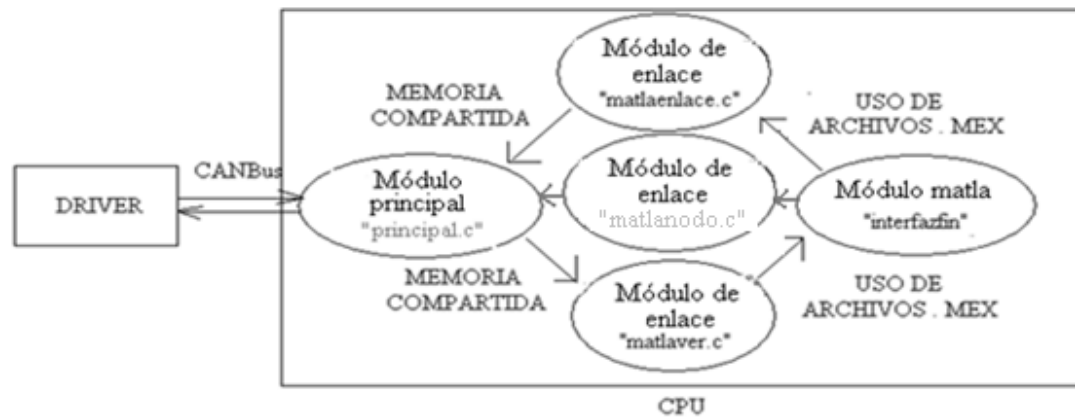 Módulo de
enlace
"matlaenlace.c"
MEMORIA
COMPARTIDA
USO DE
ARCHIVOS . MEX
CANBus
DRIVER
Módulo
principal
"principal.c"
Módulo de
enlace
"matlanodo.c"
Módulo matla
"interfazfin"
MEMORIA
COMPARTIDA
Módulo de
enlace
"matlaver.c"
USO DE
ARCHIVOS . MEX
CPU